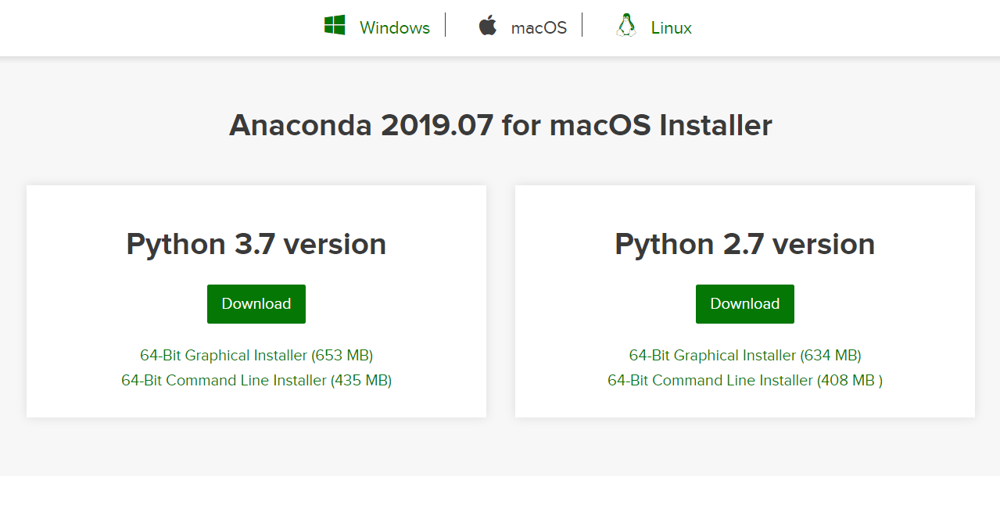 Windows macOS Linux
Anaconda 2019.07 for macOS Installer
Python 3.7 version
Download
64-Bit Graphical Installer (653 MB)
64-Bit Command Line Installer (435 MB)
Python 2.7 version
Download
64-Bit Graphical Installer (634 MB)
64-Bit Command Line Installer (408 MB )